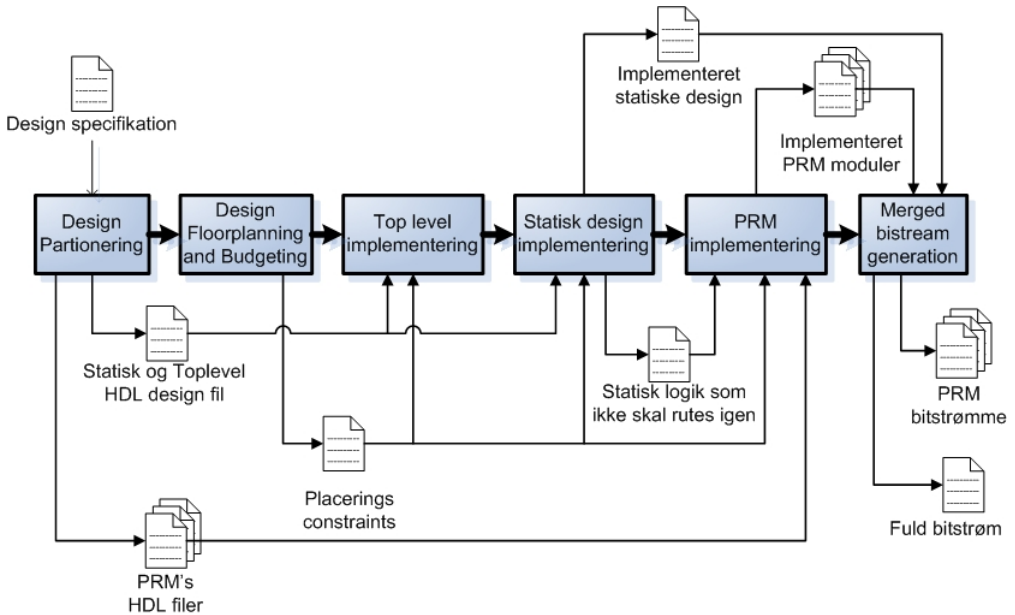 Design specifikation
Implementeret
statiske design
Implementeret
PRM moduler
Design
Partionering
Design
Floorplanning
and Budgeting
Top level
implementering
Statisk design
implementering
PRM
implementering
Merged
bistream
generation
Statisk og Toplevel
HDL design fil
Statisk logik som
ikke skal rutes igen
PRM
bitstrømme
Placerings
constraints
Fuld bitstrøm
PRM's
HDL filer